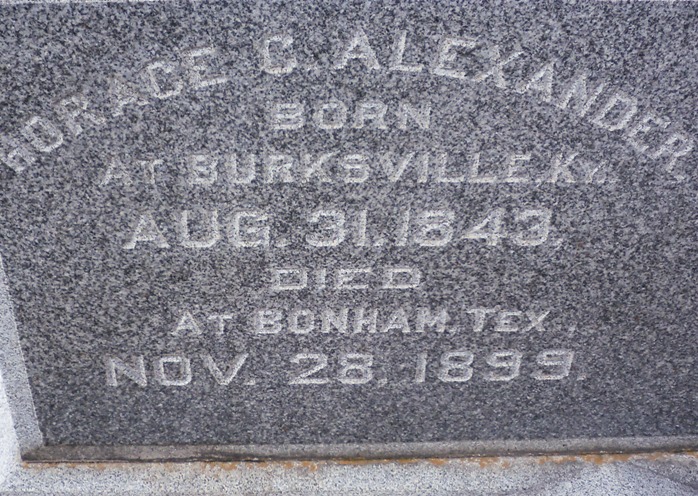 HORACE C. ALEXANDER.
BORN
AT BURKSVILLE, KY.
AUG. 31, 1843,
DIED
AT BONHAM, TEX.,
NOV. 28, 1899.